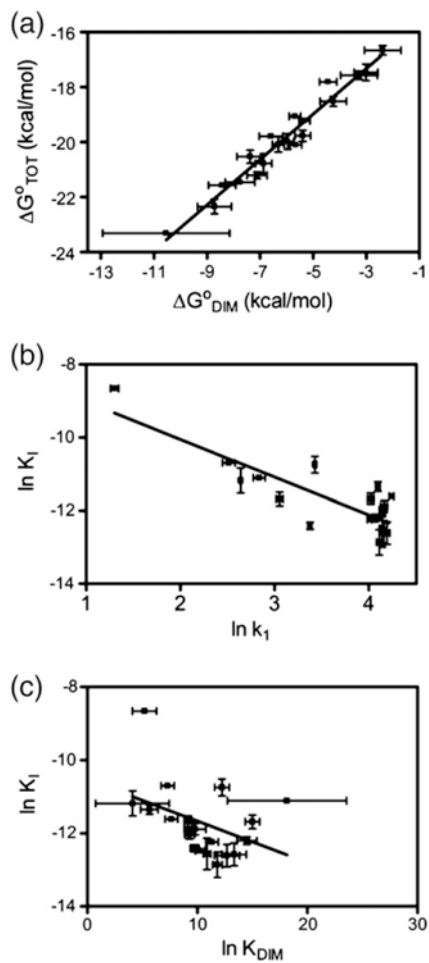 (a)
-16
-18
-20
-22
-24
ΔG°TOT (kcal/mol)
-13 -11 -9 -7 -5 -3 -1
ΔG°DIM (kcal/mol)
(b)
-8
-10
-12
-14
ln KI
1 2 3 4
ln k1
(c)
-8
-10
-12
-14
ln KI
0 10 20 30
ln KDIM